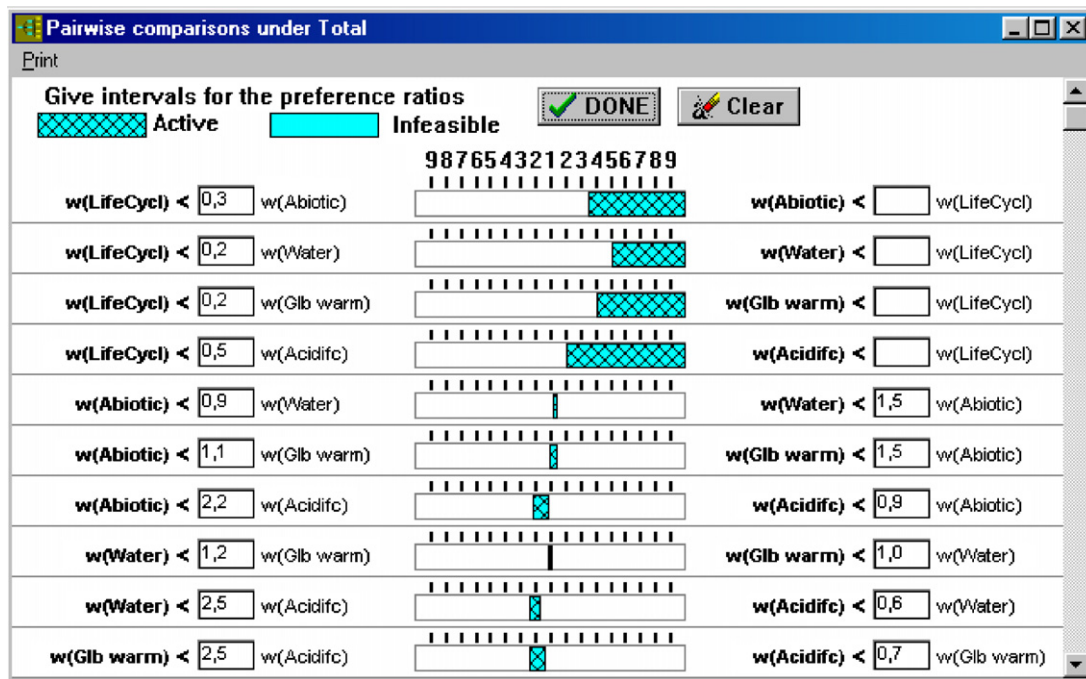 Pairwise comparisons under Total
Print
Give intervals for the preference ratios
Active Infeasible DONE Clear
98765432123456789
w(LifeCycl) < 0,3 w(Abiotic) w(Abiotic) < w(LifeCycl)
w(LifeCycl) < 0,2 w(Water) w(Water) < w(LifeCycl)
w(LifeCycl) < 0,2 w(Glb warm) w(Glb warm) < w(LifeCycl)
w(LifeCycl) < 0,5 w(Acidifc) w(Acidifc) < w(LifeCycl)
w(Abiotic) < 0,9 w(Water) w(Water) < 1,5 w(Abiotic)
w(Abiotic) < 1,1 w(Glb warm) w(Glb warm) < 1,5 w(Abiotic)
w(Abiotic) < 2,2 w(Acidifc) w(Acidifc) < 0,9 w(Abiotic)
w(Water) < 1,2 w(Glb warm) w(Glb warm) < 1,0 w(Water)
w(Water) < 2,5 w(Acidifc) w(Acidifc) < 0,6 w(Water)
w(Glb warm) < 2,5 w(Acidifc) w(Acidifc) < 0,7 w(Glb warm)